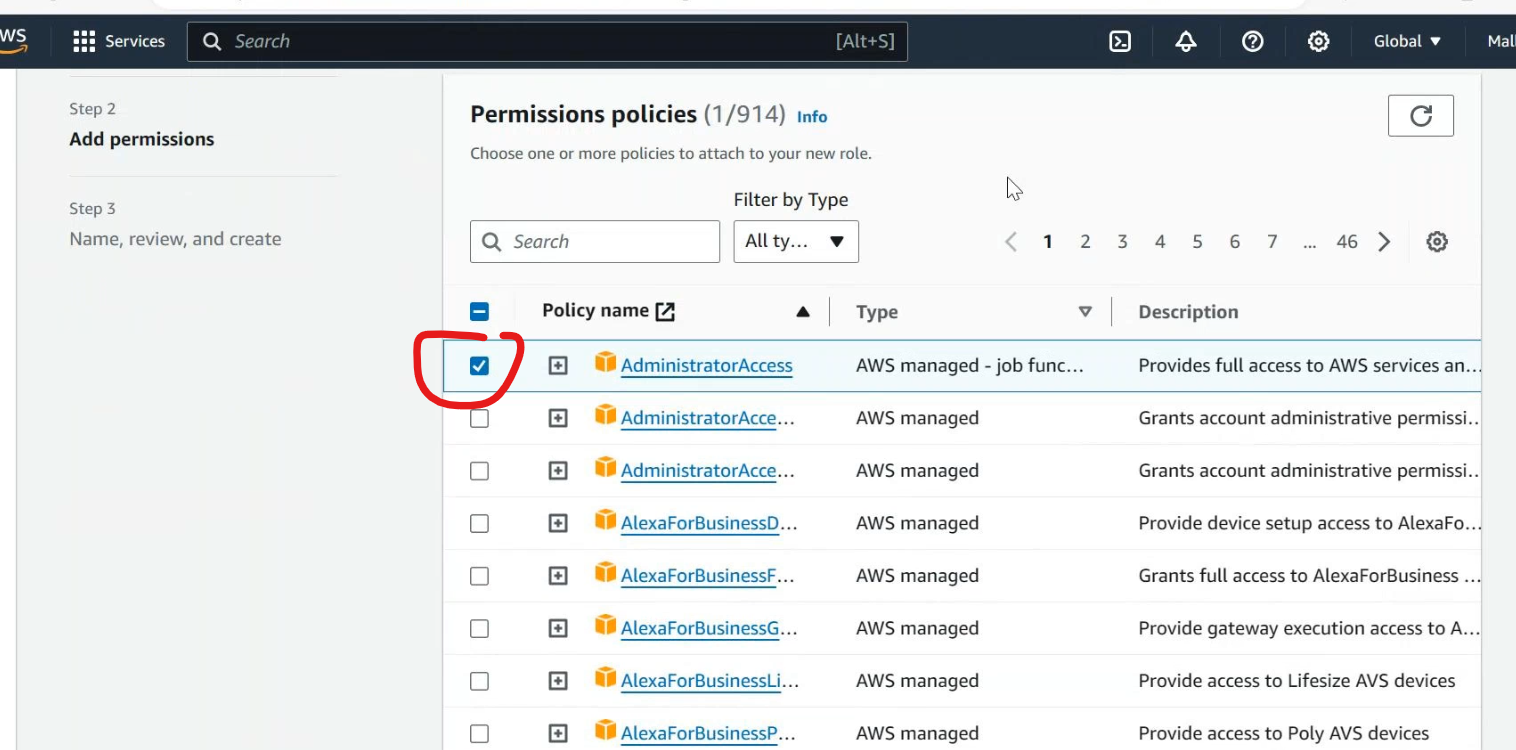 WS
Services
Search
[Alt+S]
Global
Mall
Step 2
Add permissions
Step 3
Name, review, and create
Permissions policies (1/914) Info
Choose one or more policies to attach to your new role.
Filter by Type
Search
All ty...
1 2 3 4 5 6 7 ... 46
Policy name Type Description
AdministratorAccess AWS managed - job func... Provides full access to AWS services an...
AdministratorAcce... AWS managed Grants account administrative permissi...
AdministratorAcce... AWS managed Grants account administrative permissi...
AlexaForBusinessD... AWS managed Provide device setup access to AlexaFo...
AlexaForBusinessF... AWS managed Grants full access to AlexaForBusiness ...
AlexaForBusinessG... AWS managed Provide gateway execution access to A...
AlexaForBusinessLi... AWS managed Provide access to Lifesize AVS devices
AlexaForBusinessP... AWS managed Provide access to Poly AVS devices